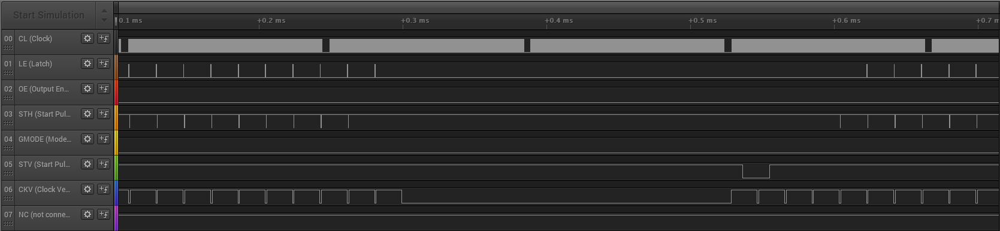 Start Simulation
0.1 ms +0.2 ms +0.3 ms +0.4 ms +0.5 ms +0.6 ms +0.7 m
00 CL (Clock)
01 LE (Latch)
02 OE (Output En...
03 STH (Start Pul...
04 GMODE (Mode...
05 STV (Start Pul...
06 CKV (Clock Ve...
07 NC (not conne...